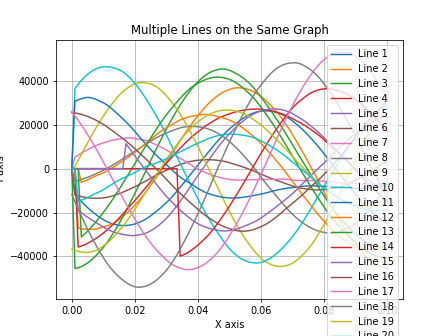 Multiple Lines on the Same Graph
40000
20000
0
−20000
−40000
0.00
0.02
0.04
0.06
X axis
Line 1
Line 2
Line 3
Line 4
Line 5
Line 6
Line 7
Line 8
Line 9
Line 10
Line 11
Line 12
Line 13
Line 14
Line 15
Line 16
Line 17
Line 18
Line 19
Line 20